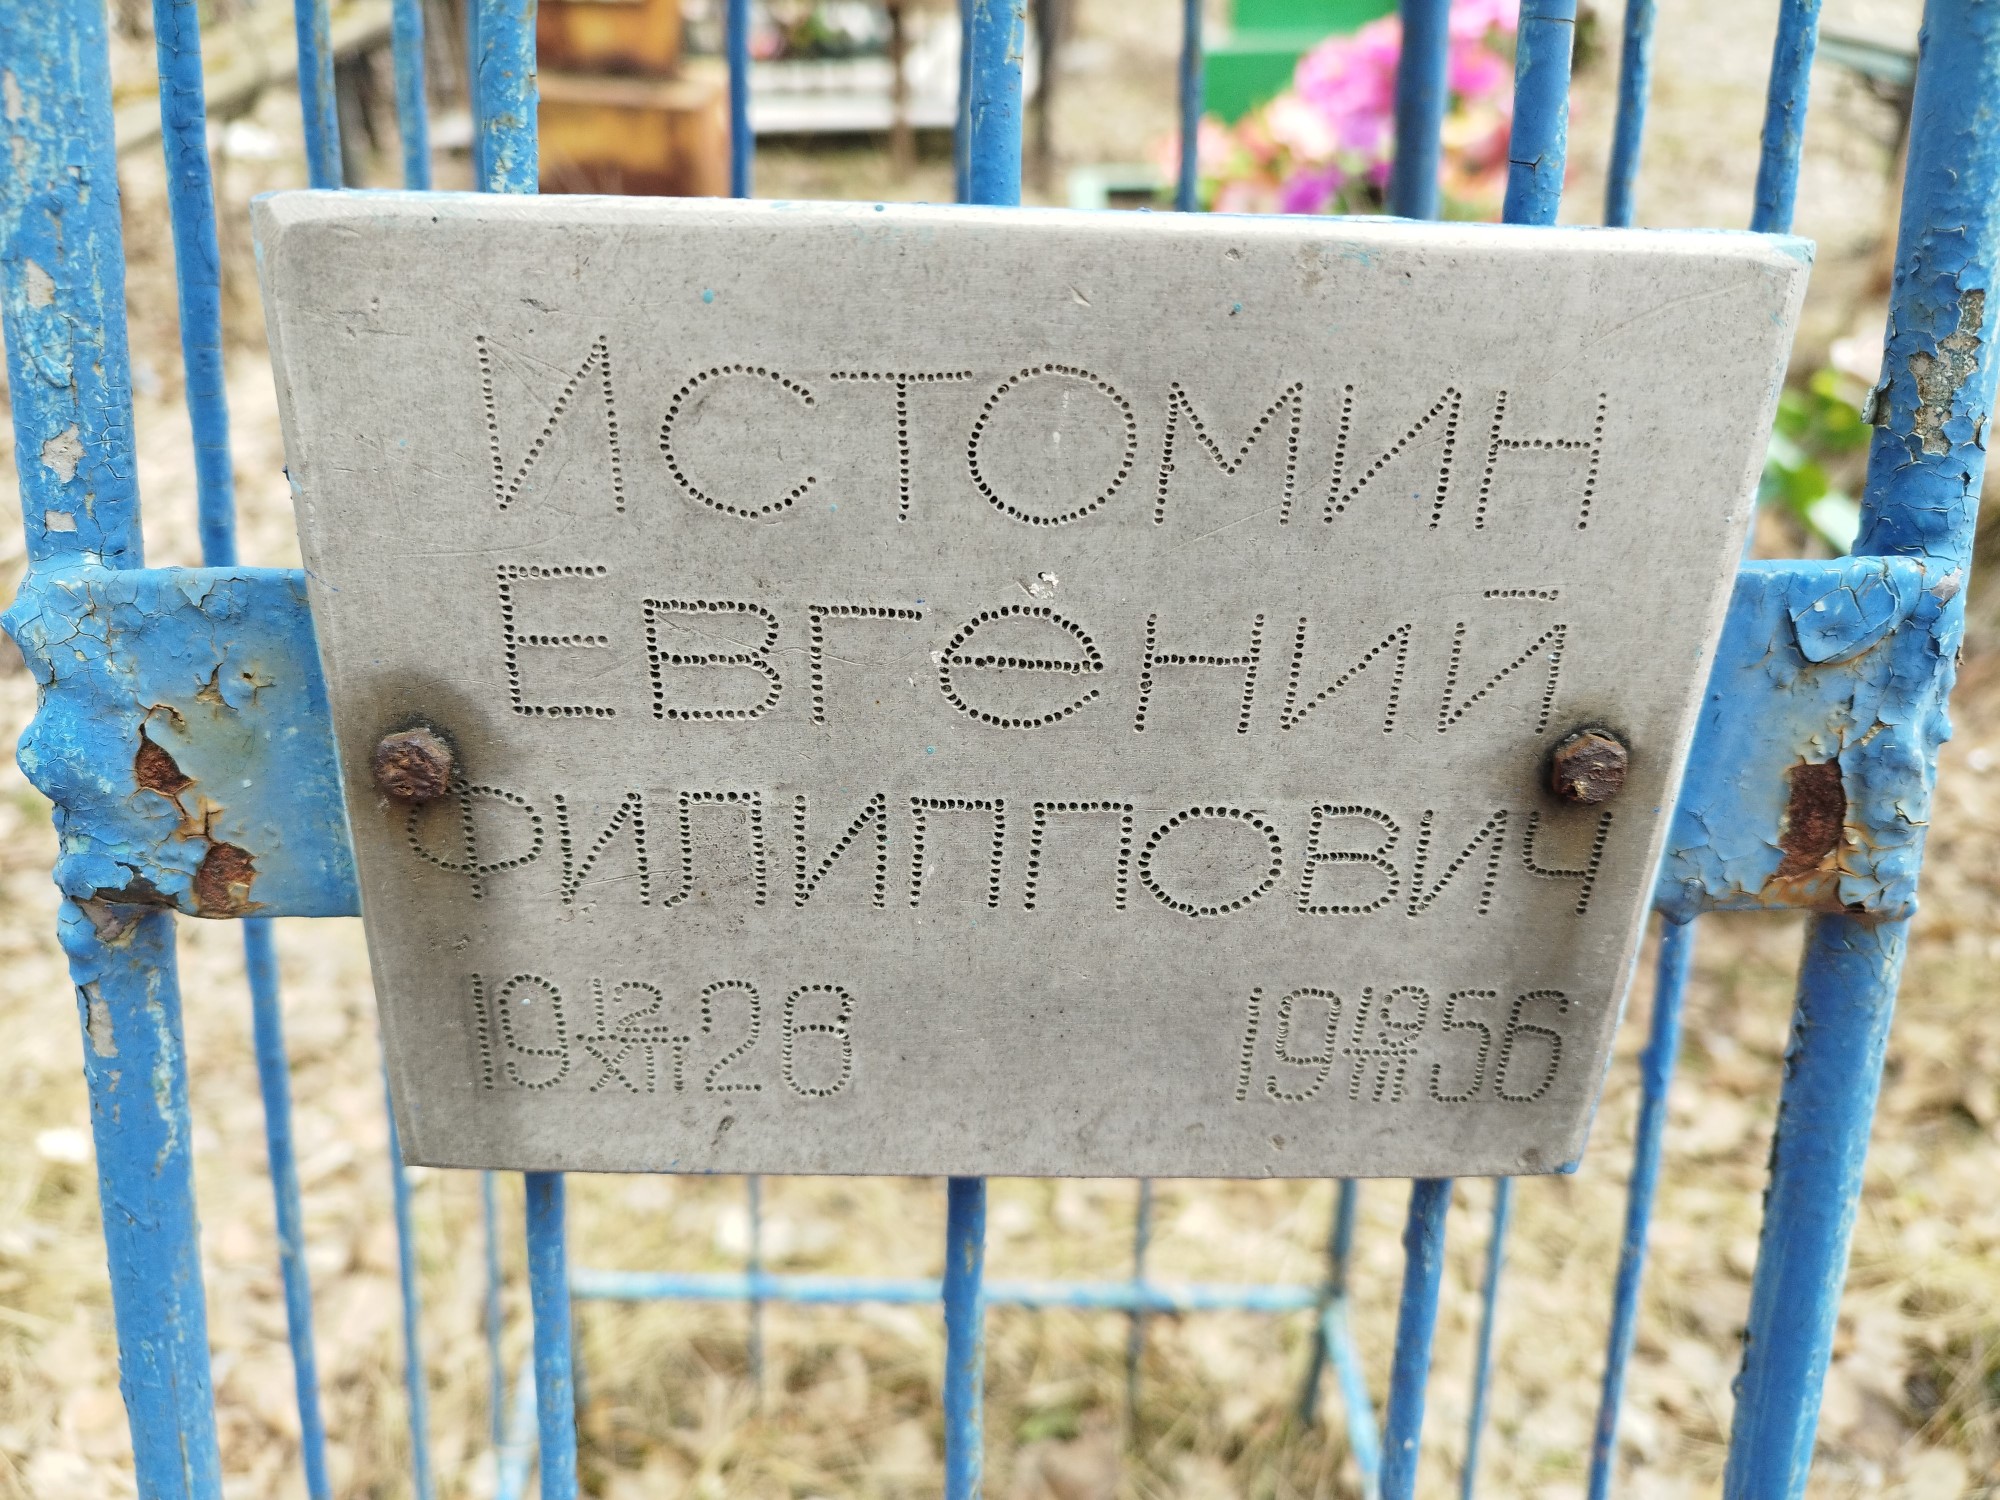 ИСТОМИН
ЕВГЕНИЙ
ФИЛИППОВИЧ
19 12/XII 26 19 19/III 56